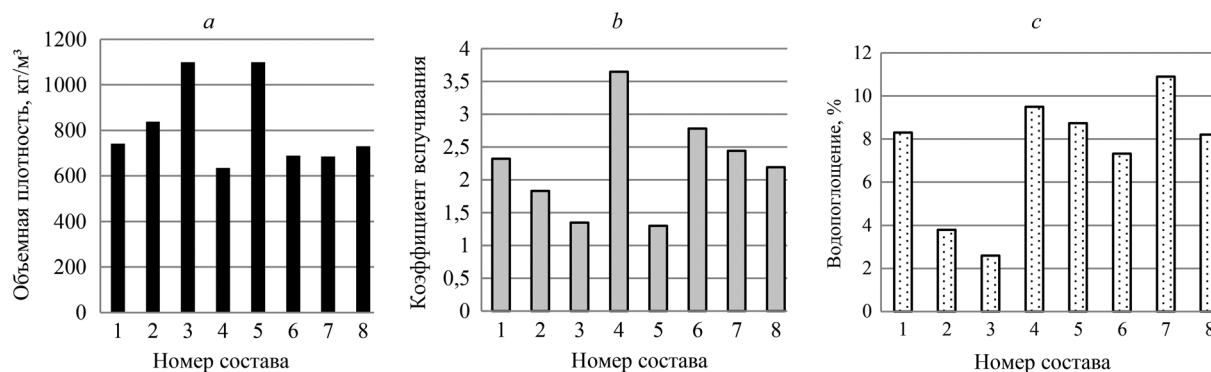 a
Объемная плотность, кг/м³
1200
1000
800
600
400
200
0
1 2 3 4 5 6 7 8
Номер состава
b
Коэффициент вспучивания
4
3,5
3
2,5
2
1,5
1
0,5
0
1 2 3 4 5 6 7 8
Номер состава
c
Водопоглощение, %
12
10
8
6
4
2
0
1 2 3 4 5 6 7 8
Номер состава